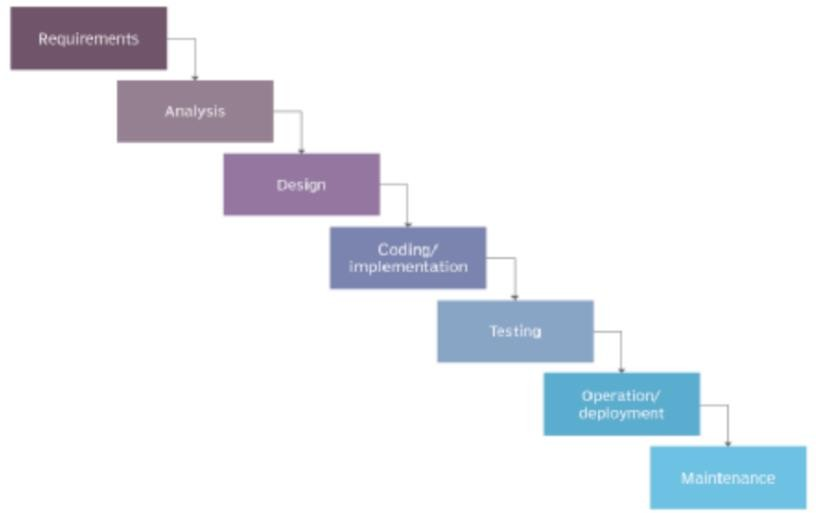 Requirements
Analysis
Design
Coding/
implementation
Testing
Operation/
deployment
Maintenance